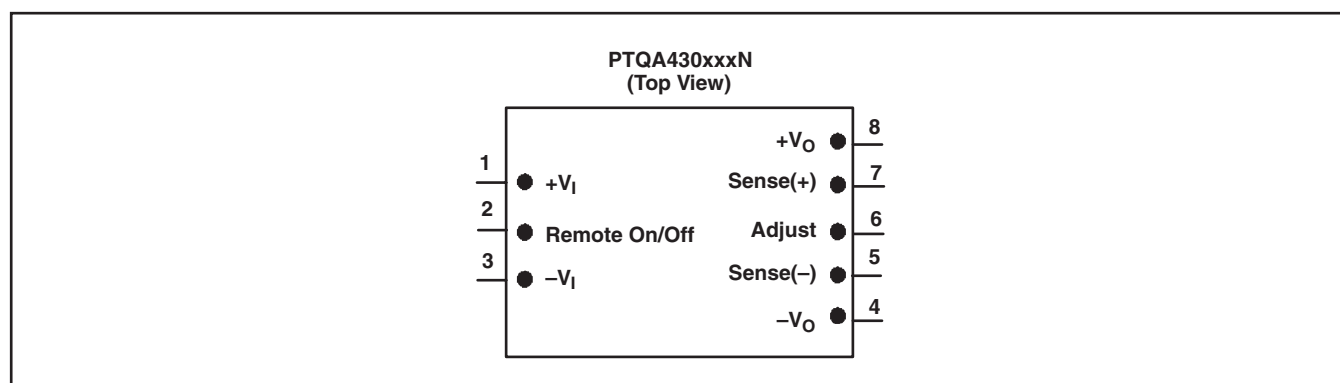 PTQA430xxxN
(Top View)
1
+VI
2
Remote On/Off
3
–VI
+VO
8
Sense(+)
7
Adjust
6
Sense(–)
5
–VO
4